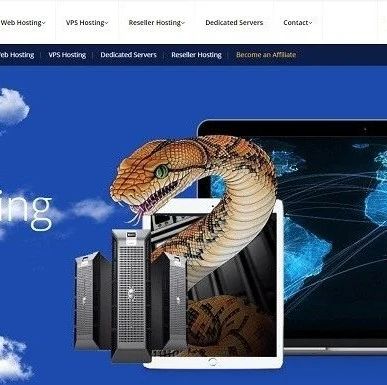 Web Hosting VPS Hosting Reseller Hosting Dedicated Servers Contact
eb Hosting | VPS Hosting | Dedicated Servers | Reseller Hosting | Become an Affiliate
ing